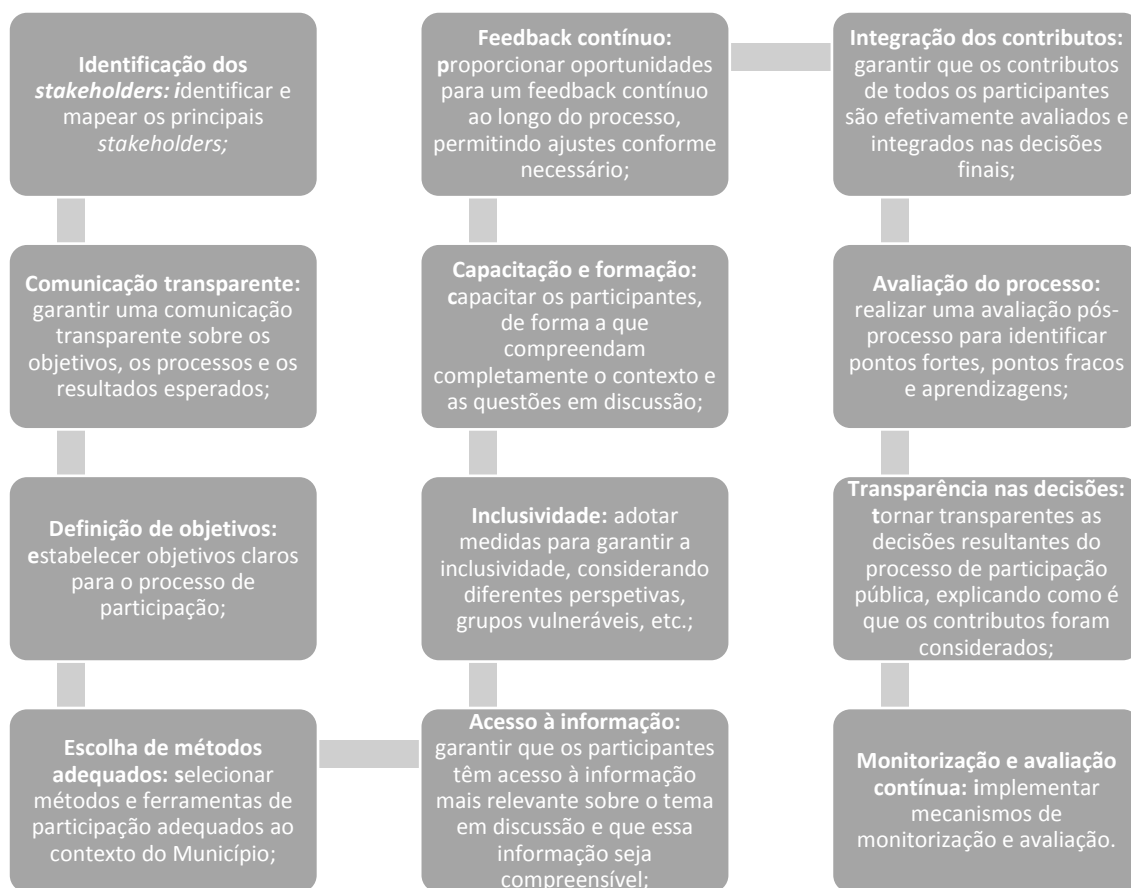 Identificação dos
stakeholders: identificar e
mapear os principais
stakeholders;
Comunicação transparente:
garantir uma comunicação
transparente sobre os
objetivos, os processos e os
resultados esperados;
Definição de objetivos:
estabelecer objetivos claros
para o processo de
participação;
Escolha de métodos
adequados: selecionar
métodos e ferramentas de
participação adequados ao
contexto do Município;
Acesso à informação:
garantir que os participantes
têm acesso à informação
mais relevante sobre o tema
em discussão e que essa
informação seja
compreensível;
Inclusividade: adotar
medidas para garantir a
inclusividade, considerando
diferentes perspetivas,
grupos vulneráveis, etc.;
Capacitação e formação:
capacitar os participantes,
de forma a que
compreendam
completamente o contexto e
as questões em discussão;
Feedback contínuo:
proporcionar oportunidades
para um feedback contínuo
ao longo do processo,
permitindo ajustes conforme
necessário;
Integração dos contributos:
garantir que os contributos
de todos os participantes
são efetivamente avaliados e
integrados nas decisões
finais;
Avaliação do processo:
realizar uma avaliação pós-
processo para identificar
pontos fortes, pontos fracos
e aprendizagens;
Transparência nas decisões:
tornar transparentes as
decisões resultantes do
processo de participação
pública, explicando como é
que os contributos foram
considerados;
Monitorização e avaliação
contínua: implementar
mecanismos de
monitorização e avaliação.